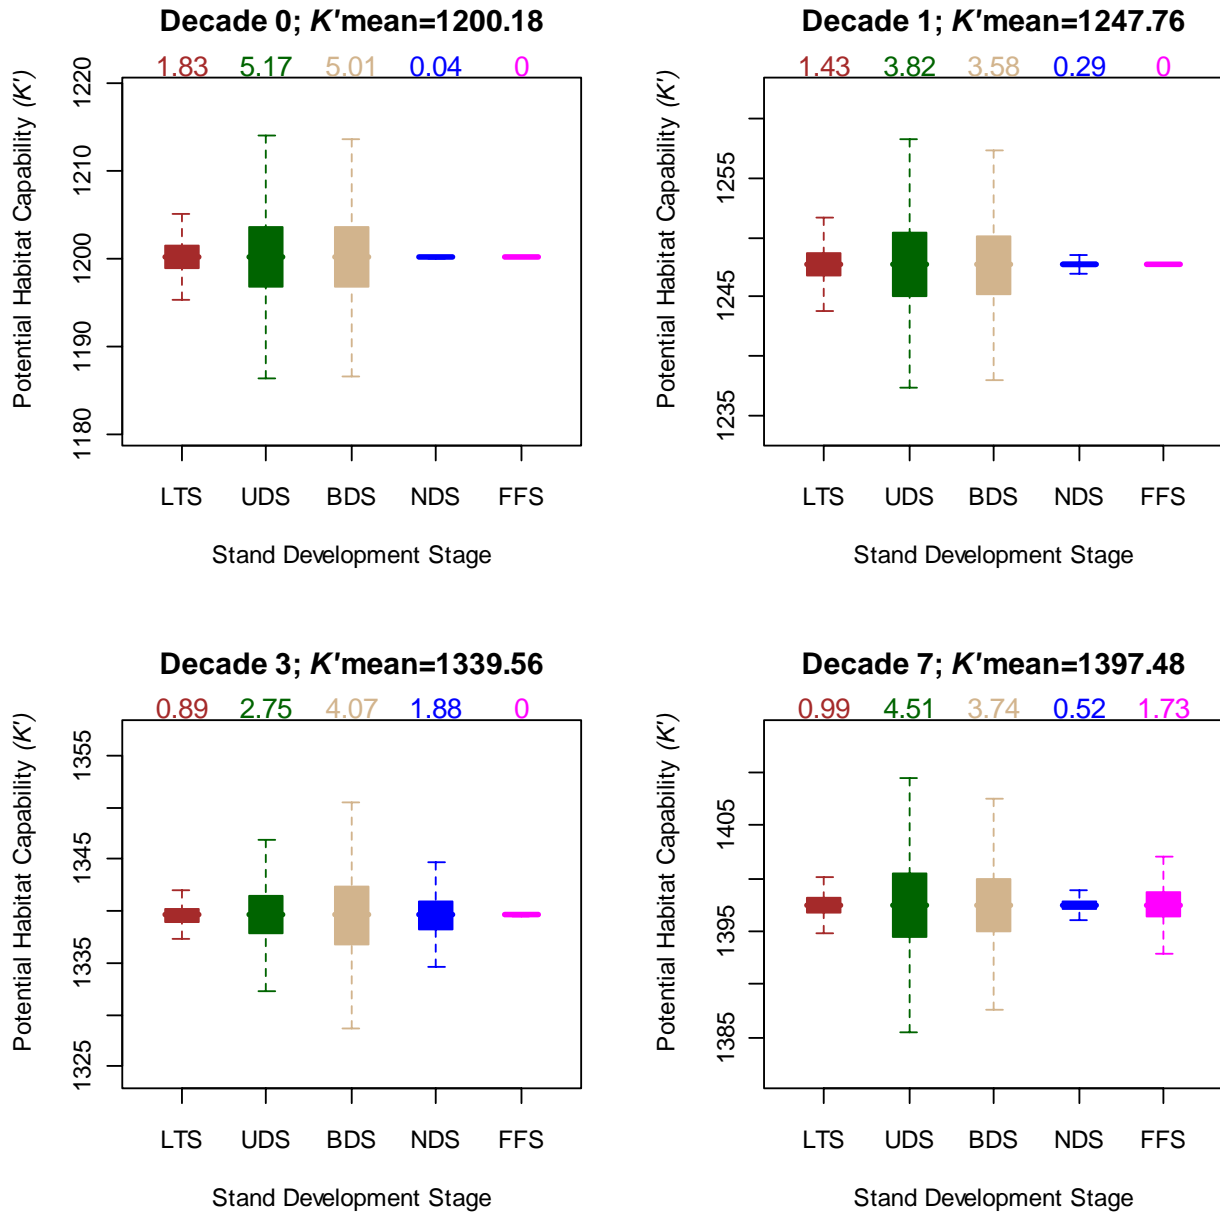 Decade 0; K'mean=1200.18
1.83 5.17 5.01 0.04 0
Potential Habitat Capability (K')
1220
1210
1200
1190
1180
LTS UDS BDS NDS FFS
Stand Development Stage
Decade 1; K'mean=1247.76
1.43 3.82 3.58 0.29 0
Potential Habitat Capability (K')
1255
1245
1235
LTS UDS BDS NDS FFS
Stand Development Stage
Decade 3; K'mean=1339.56
0.89 2.75 4.07 1.88 0
Potential Habitat Capability (K')
1355
1345
1335
1325
LTS UDS BDS NDS FFS
Stand Development Stage
Decade 7; K'mean=1397.48
0.99 4.51 3.74 0.52 1.73
Potential Habitat Capability (K')
1405
1395
1385
LTS UDS BDS NDS FFS
Stand Development Stage